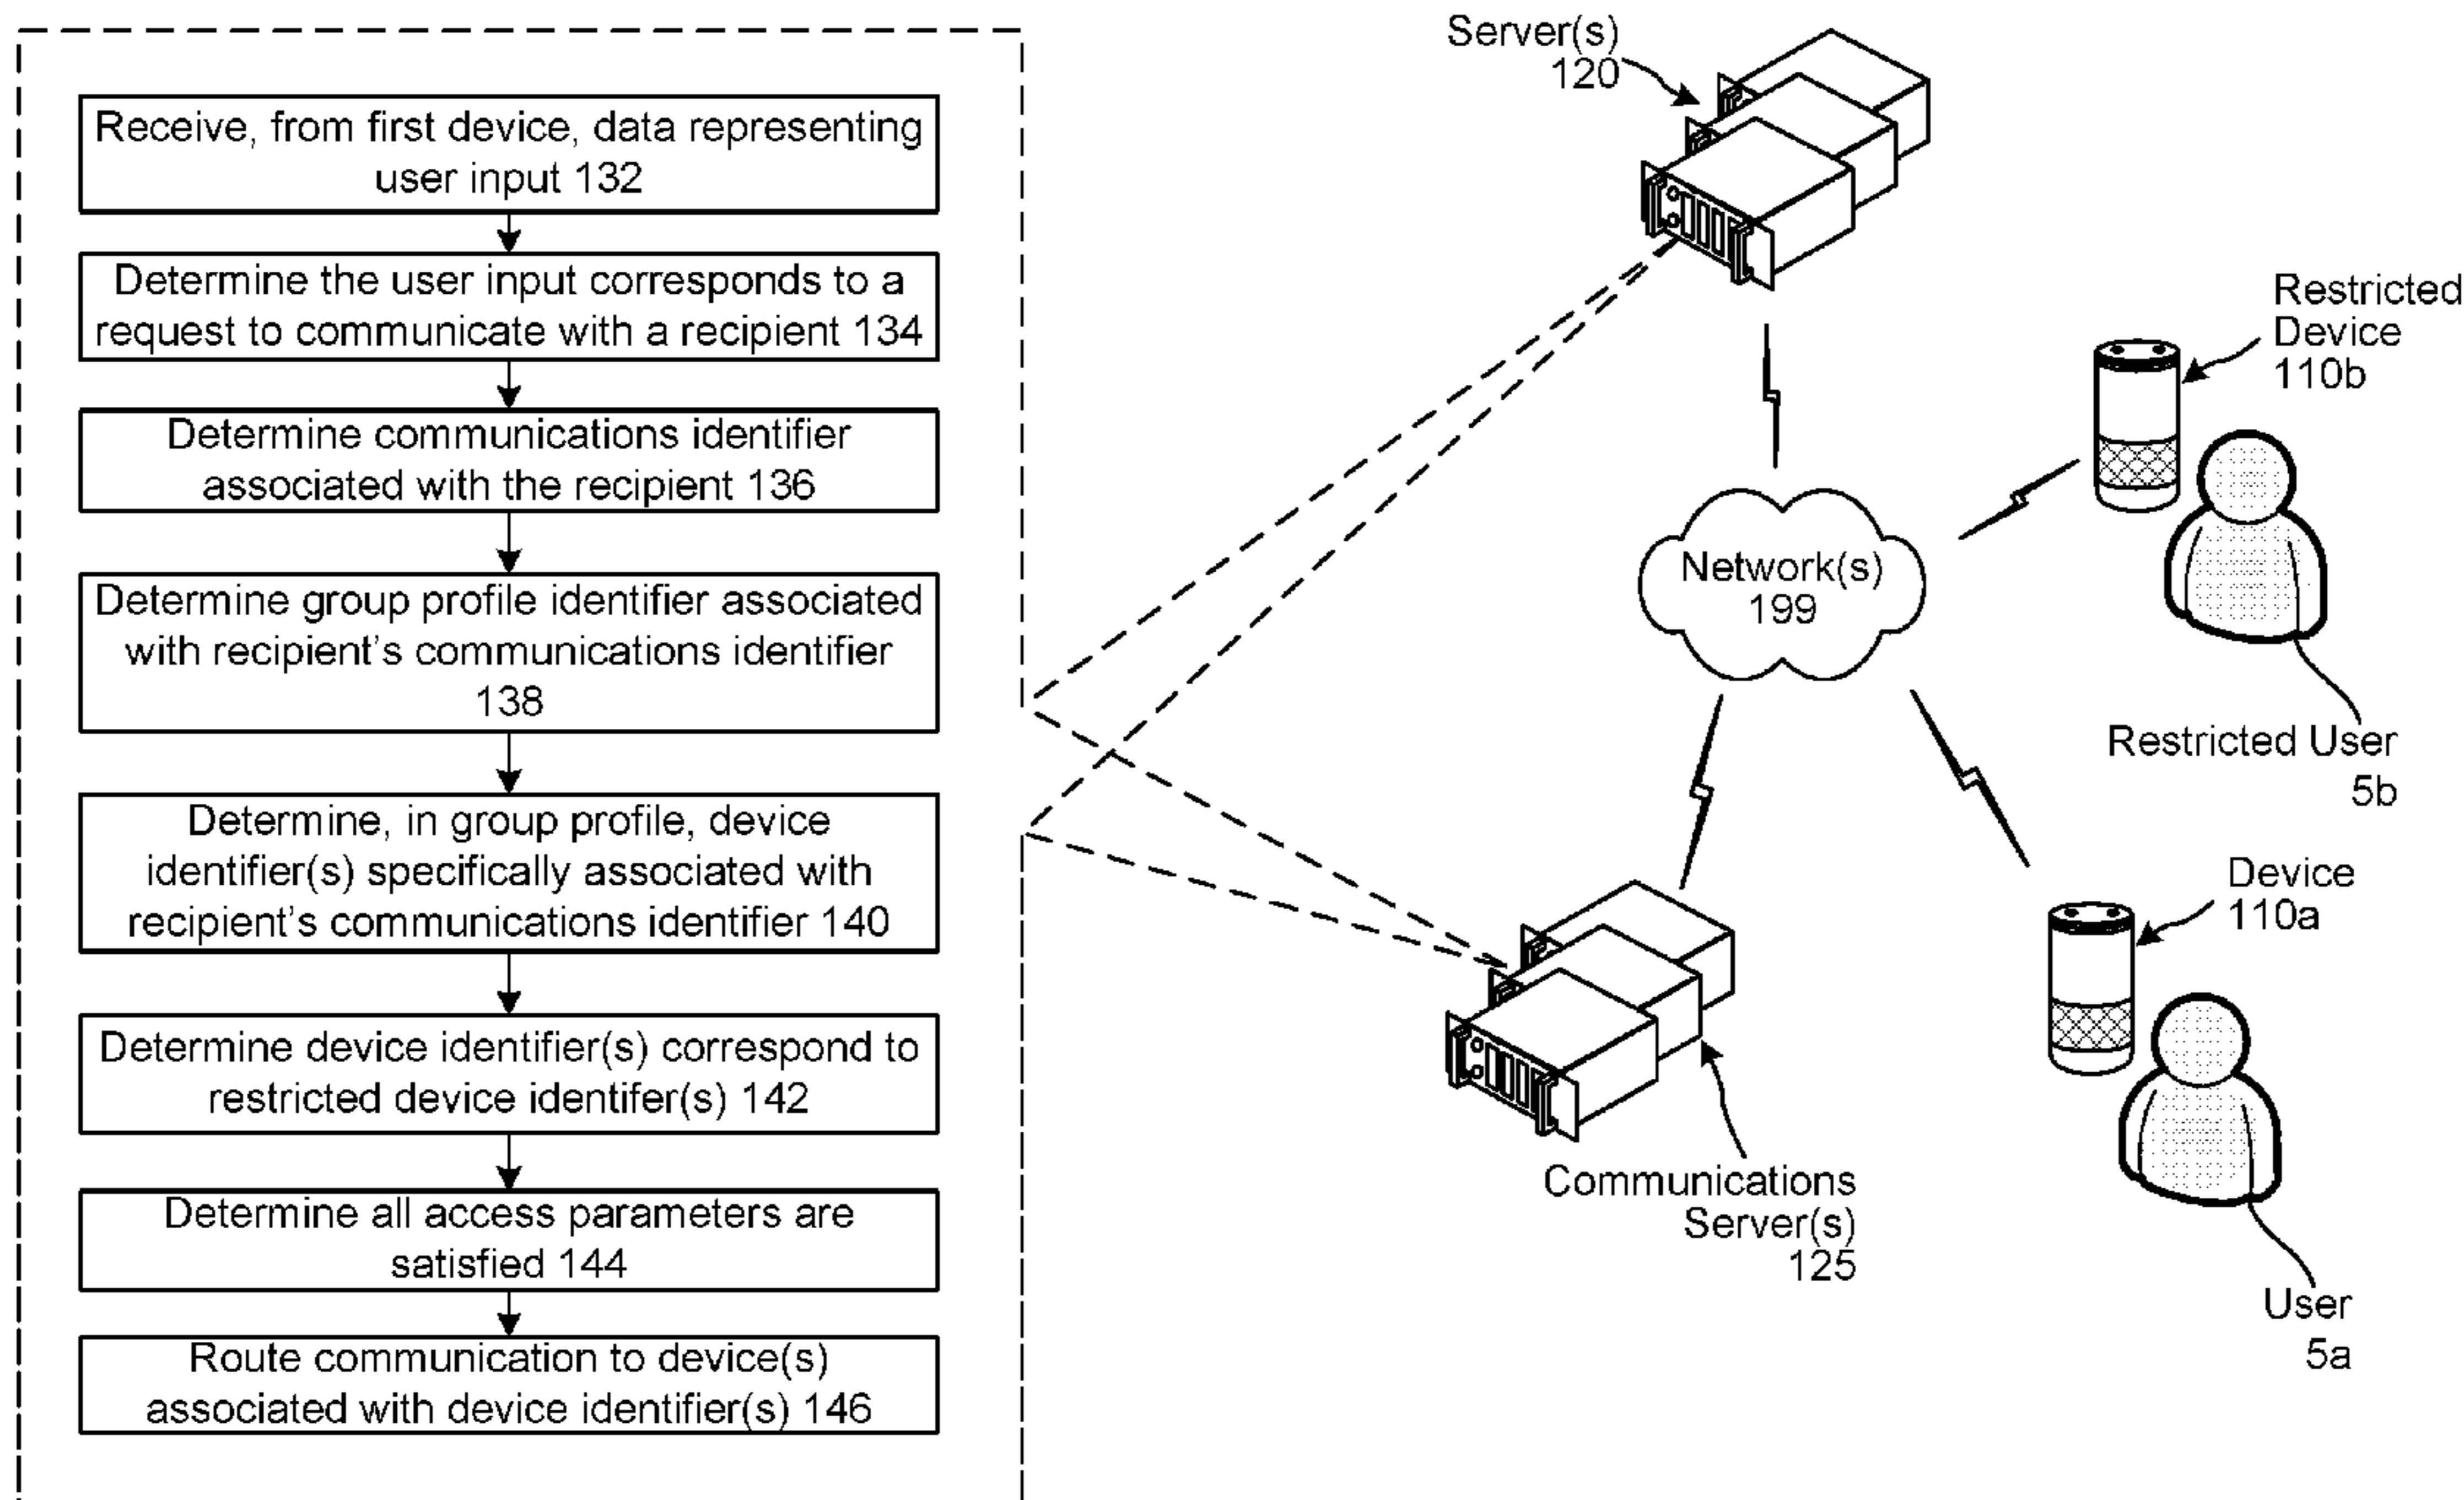 Receive, from first device, data representing
user input 132
Determine the user input corresponds to a
request to communicate with a recipient 134
Determine communications identifier
associated with the recipient 136
Determine group profile identifier associated
with recipient's communications identifier
138
Determine, in group profile, device
identifier(s) specifically associated with
recipient's communications identifier 140
Determine device identifier(s) correspond to
restricted device identifer(s) 142
Determine all access parameters are
satisfied 144
Route communication to device(s)
associated with device identifier(s) 146
Server(s)
120
Restricted
Device
110b
Network(s)
199
Restricted User
5b
Device
110a
Communications
Server(s)
125
User
5a